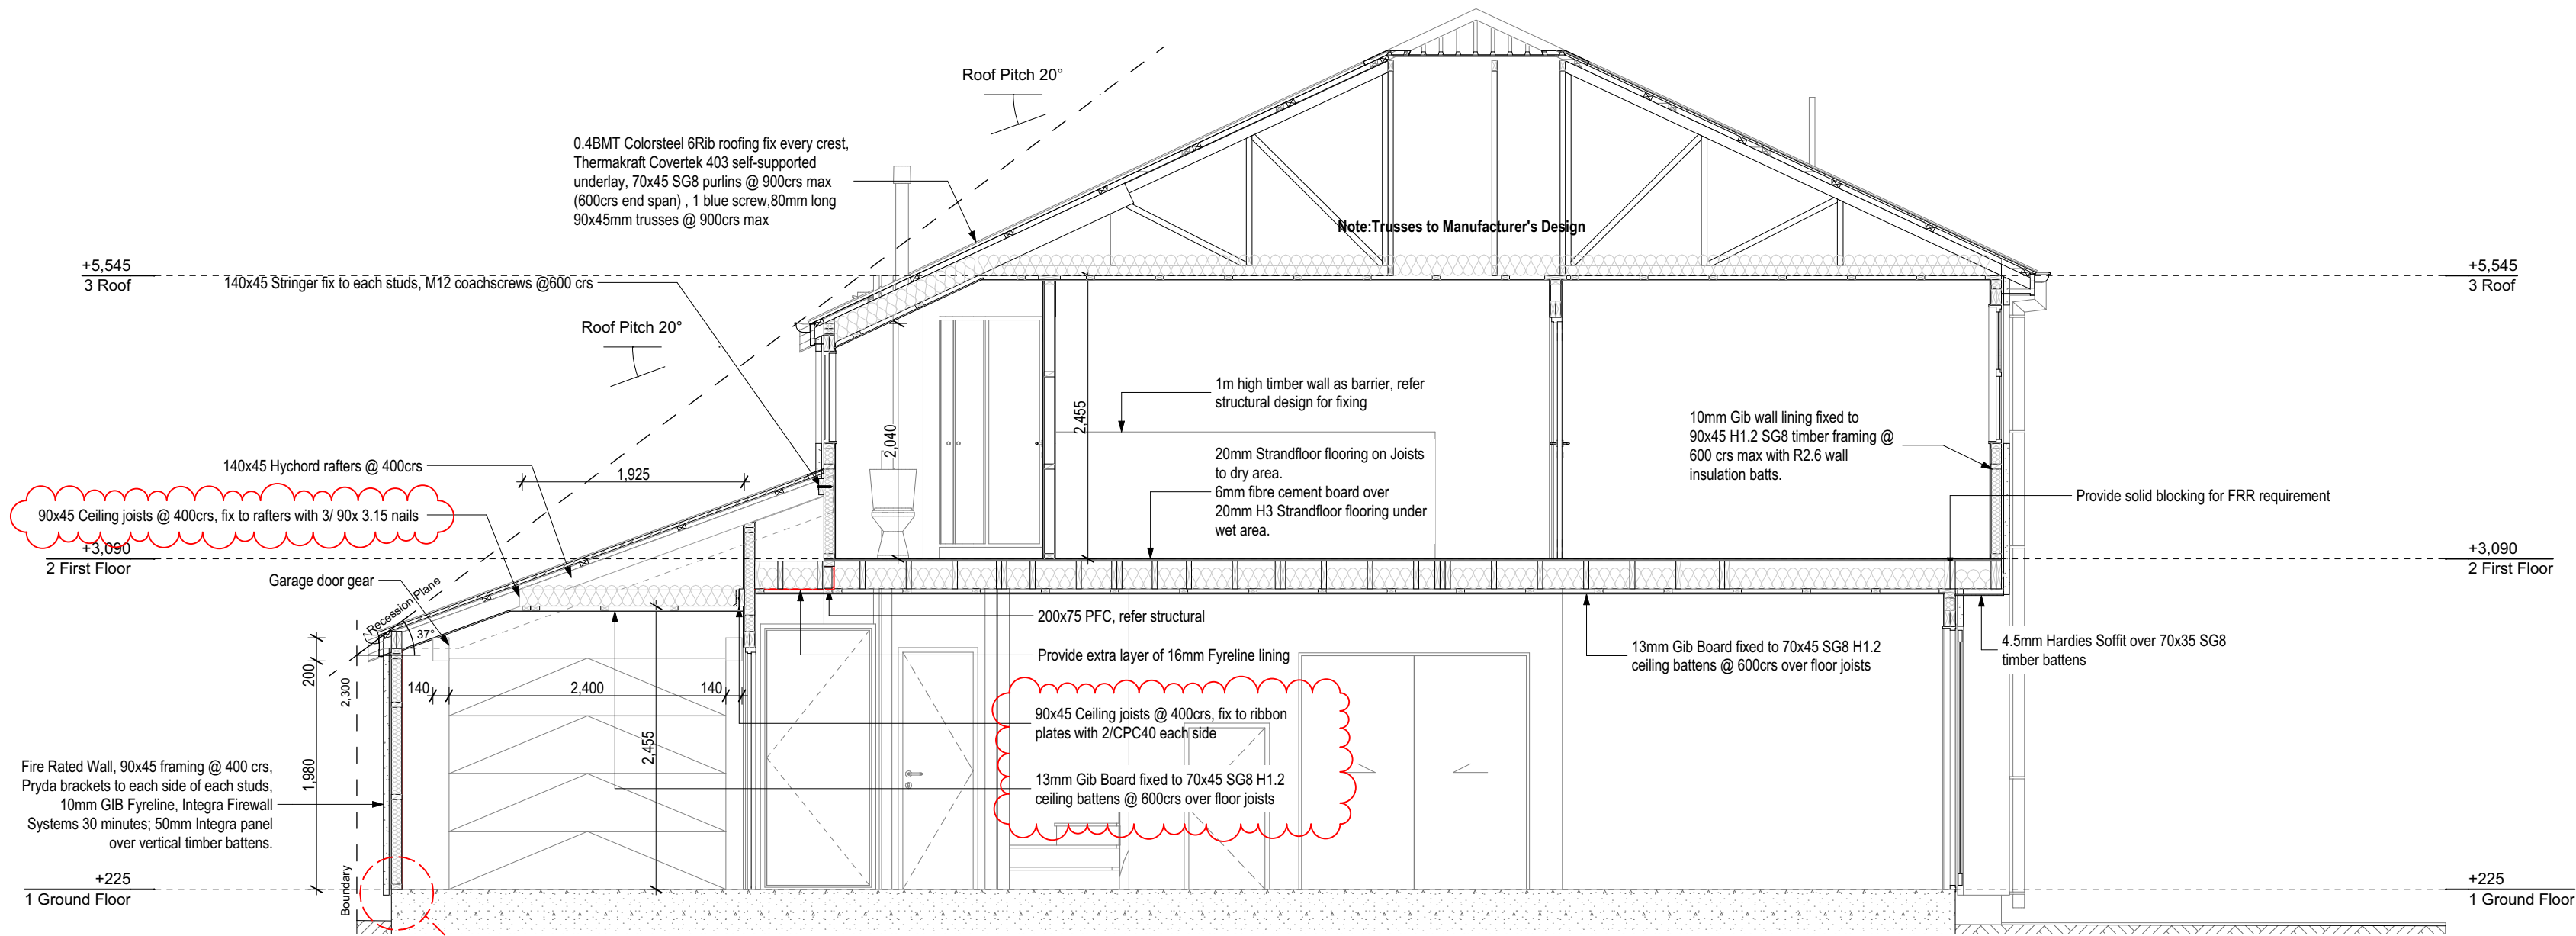 Roof Pitch 20°
0.4BMT Colorsteel 6Rib roofing fix every crest,
Thermakraft Covertek 403 self-supported
underlay, 70x45 SG8 purlins @ 900crs max
(600crs end span) , 1 blue screw,80mm long
90x45mm trusses @ 900crs max
Note:Trusses to Manufacturer's Design
+5,545
3 Roof
140x45 Stringer fix to each studs, M12 coachscrews @600 crs
+5,545
3 Roof
Roof Pitch 20°
1m high timber wall as barrier, refer
structural design for fixing
2,455
2,040
10mm Gib wall lining fixed to
90x45 H1.2 SG8 timber framing @
600 crs max with R2.6 wall
insulation batts.
20mm Strandfloor flooring on Joists
to dry area.
6mm fibre cement board over
20mm H3 Strandfloor flooring under
wet area.
140x45 Hychord rafters @ 400crs
1,925
Provide solid blocking for FRR requirement
90x45 Ceiling joists @ 400crs, fix to rafters with 3/ 90x 3.15 nails
+3,090
2 First Floor
+3,090
2 First Floor
Garage door gear
Recession Plane
37°
200x75 PFC, refer structural
Provide extra layer of 16mm Fyreline lining
13mm Gib Board fixed to 70x45 SG8 H1.2
ceiling battens @ 600crs over floor joists
4.5mm Hardies Soffit over 70x35 SG8
timber battens
200
2,300
140
2,400
140
90x45 Ceiling joists @ 400crs, fix to ribbon
plates with 2/CPC40 each side
2,455
1,980
13mm Gib Board fixed to 70x45 SG8 H1.2
ceiling battens @ 600crs over floor joists
Fire Rated Wall, 90x45 framing @ 400 crs,
Pryda brackets to each side of each studs,
10mm GIB Fyreline, Integra Firewall
Systems 30 minutes; 50mm Integra panel
over vertical timber battens.
Boundary
+225
1 Ground Floor
+225
1 Ground Floor